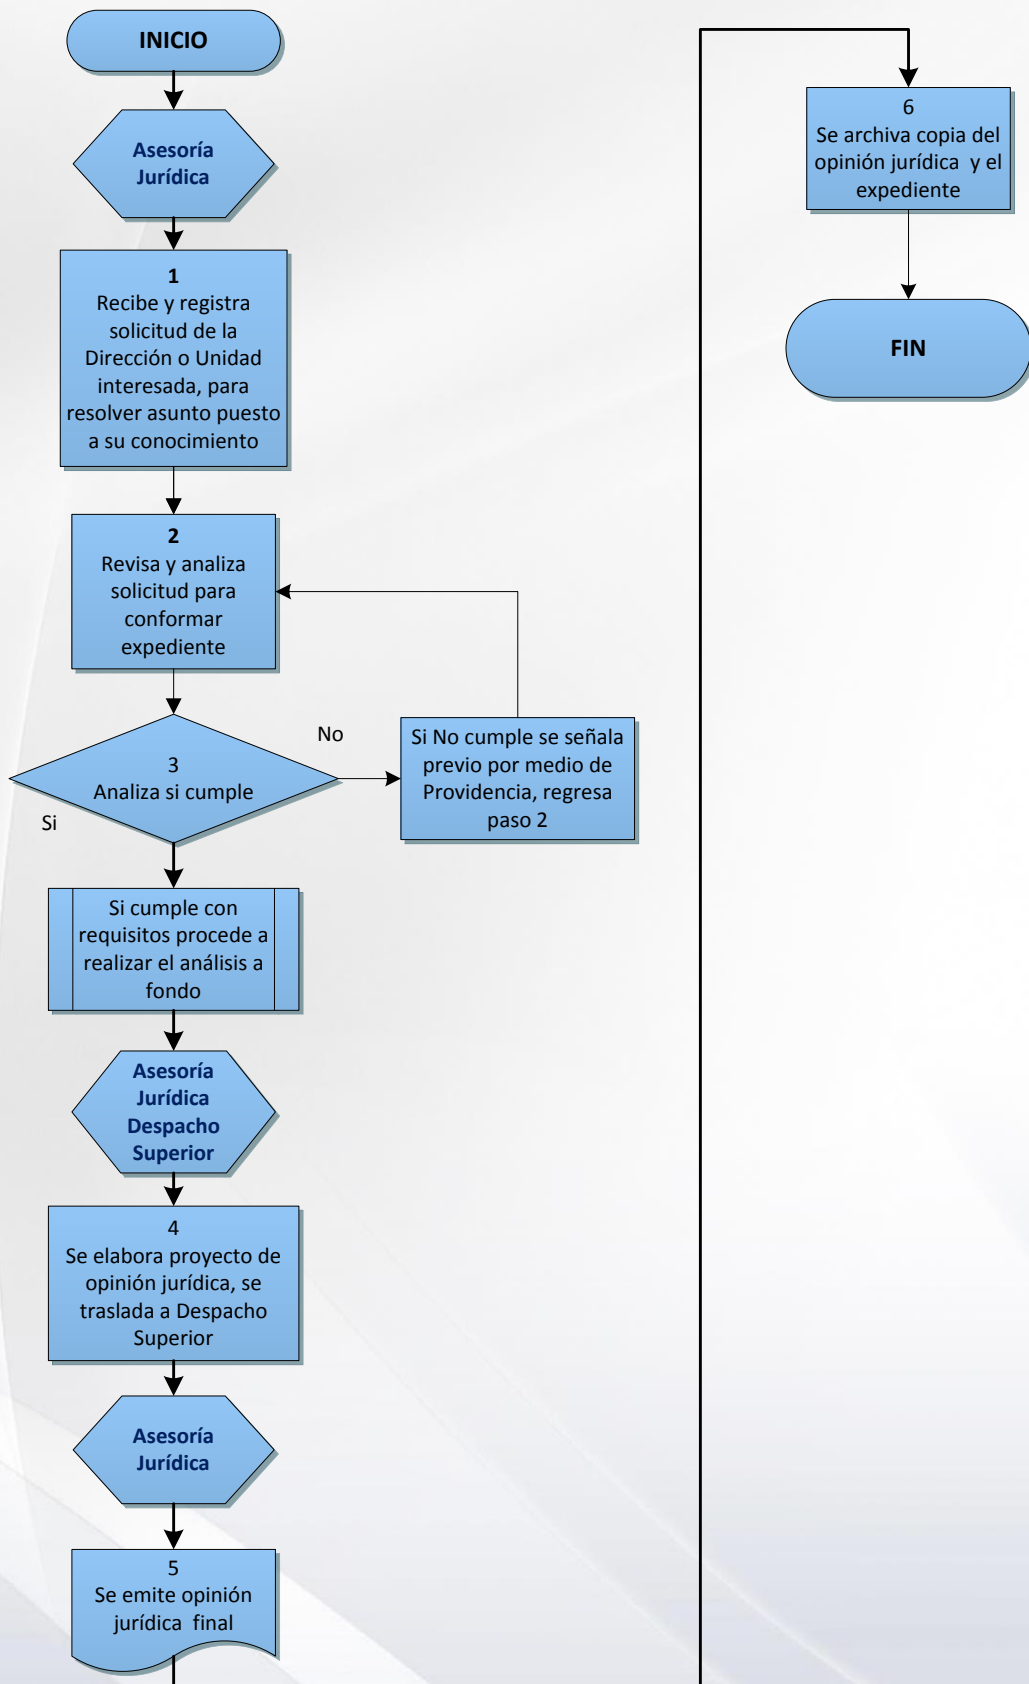 INICIO
Asesoría
Jurídica
1
Recibe y registra
solicitud de la
Dirección o Unidad
interesada, para
resolver asunto puesto
a su conocimiento
2
Revisa y analiza
solicitud para
conformar
expediente
3
Analiza si cumple
No
Si No cumple se señala
previo por medio de
Providencia, regresa
paso 2
Si
Si cumple con
requisitos procede a
realizar el análisis a
fondo
Asesoría
Jurídica
Despacho
Superior
4
Se elabora proyecto de
opinión jurídica, se
traslada a Despacho
Superior
Asesoría
Jurídica
5
Se emite opinión
jurídica final
6
Se archiva copia del
opinión jurídica y el
expediente
FIN